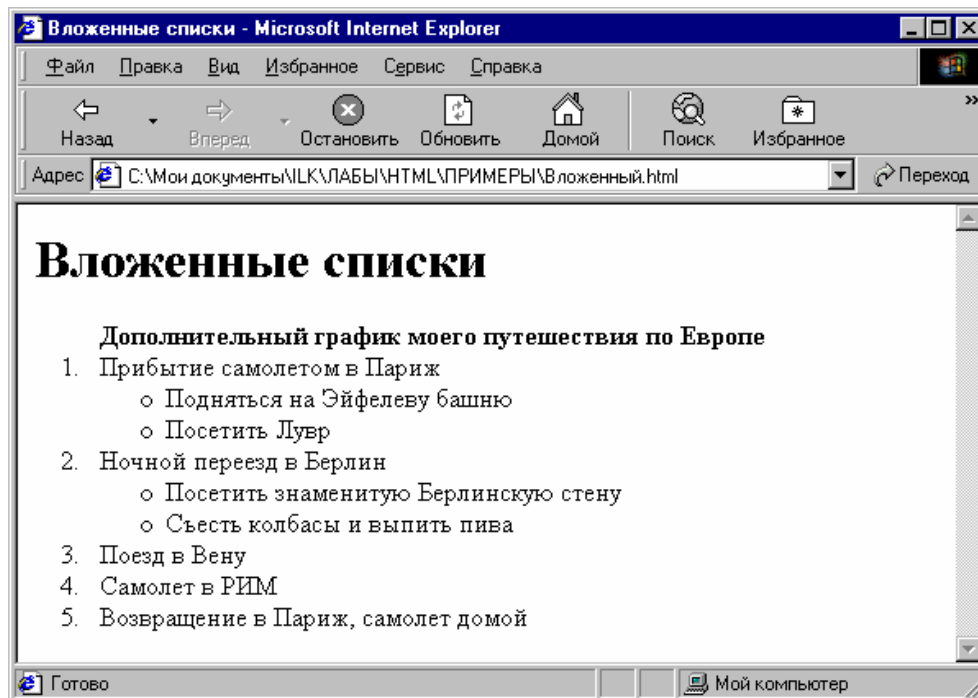 Вложенные списки - Microsoft Internet Explorer
Файл Правка Вид Избранное Сервис Справка
Назад Вперед Остановить Обновить Домой Поиск Избранное »
Адрес C:\Мои документы\ILK\ЛАБЫ\HTML\ПРИМЕРЫ\Вложенный.html Переход
Вложенные списки
Дополнительный график моего путешествия по Европе
1. Прибытие самолетом в Париж
o Подняться на Эйфелеву башню
o Посетить Лувр
2. Ночной переезд в Берлин
o Посетить знаменитую Берлинскую стену
o Сьесть колбасы и выпить пива
3. Поезд в Вену
4. Самолет в РИМ
5. Возвращение в Париж, самолет домой
Готово Мой компьютер